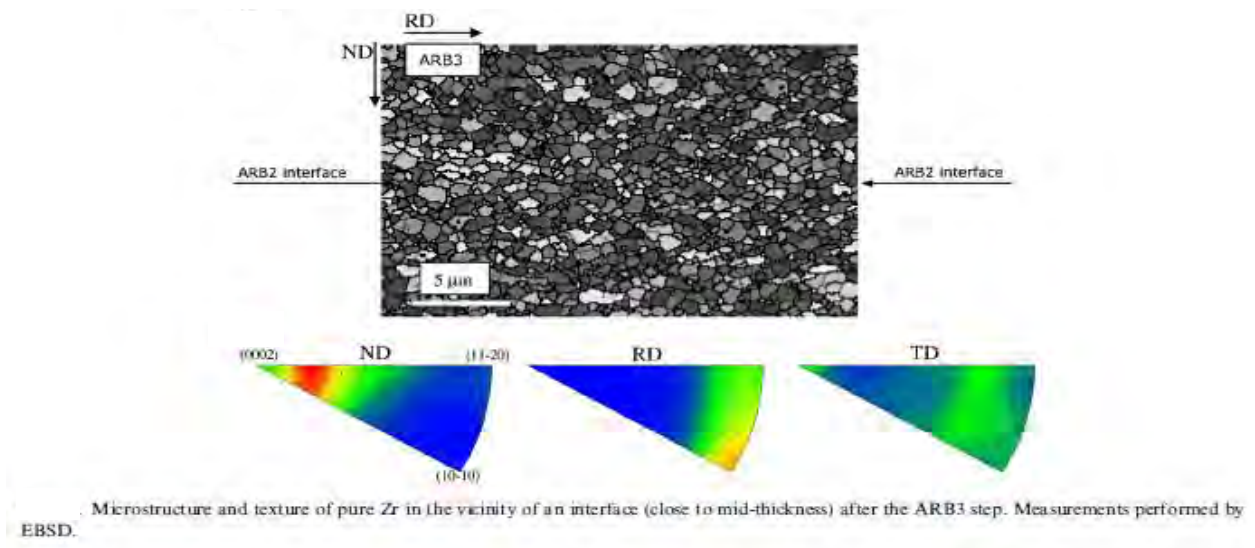 RD
ND
ARB3
ARB2 interface
ARB2 interface
5 μm
(0002) ND (11-20) RD TD
(10-10)
. Microstructure and texture of pure Zr in the vicinity of an interface (close to mid-thickness) after the ARB3 step. Measurements performed by
EBSD.